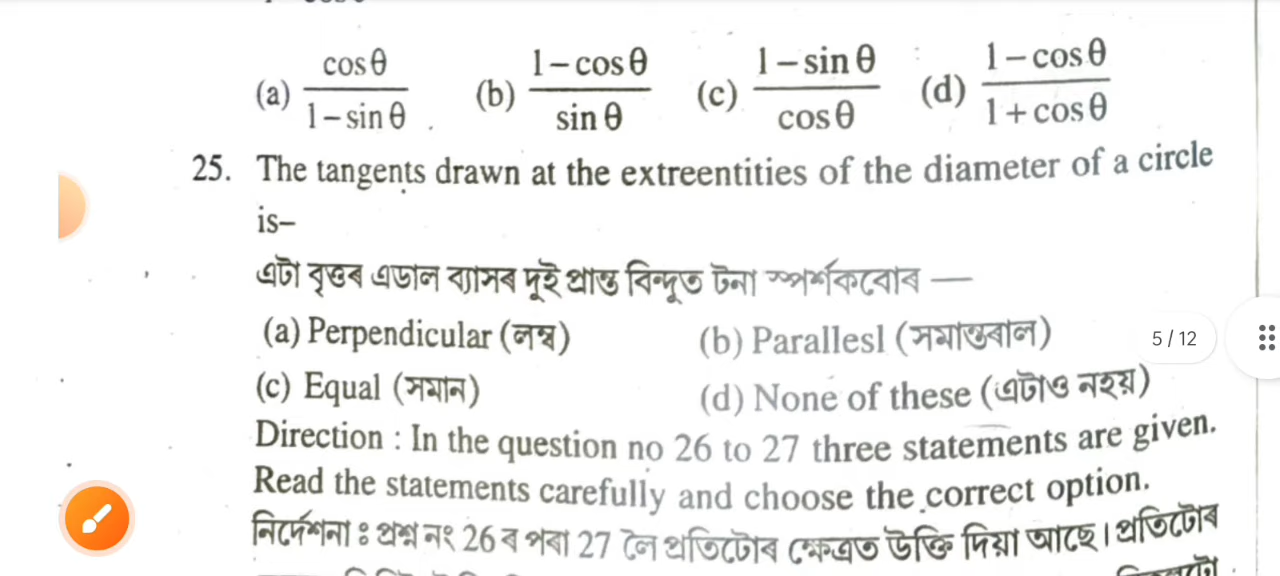 (a) cosθ / 1−sinθ (b) 1−cosθ / sinθ (c) 1−sinθ / cosθ (d) 1−cosθ / 1+cosθ
25. The tangents drawn at the extreentities of the diameter of a circle
is–
এটা বৃত্তৰ এডাল ব্যাসৰ দুই প্ৰান্ত বিন্দুত টনা স্পৰ্শকবোৰ —
(a) Perpendicular (লম্ব) (b) Parallesl (সমান্তৰাল)
5 / 12
(c) Equal (সমান) (d) None of these (এটাও নহয়)
Direction : In the question no 26 to 27 three statements are given.
Read the statements carefully and choose the correct option.
নিৰ্দেশনা ঃ প্ৰশ্ন নং 26 ৰ পৰা 27 লৈ প্ৰতিটোৰ ক্ষেত্ৰত উক্তি দিয়া আছে। প্ৰতিটোৰ